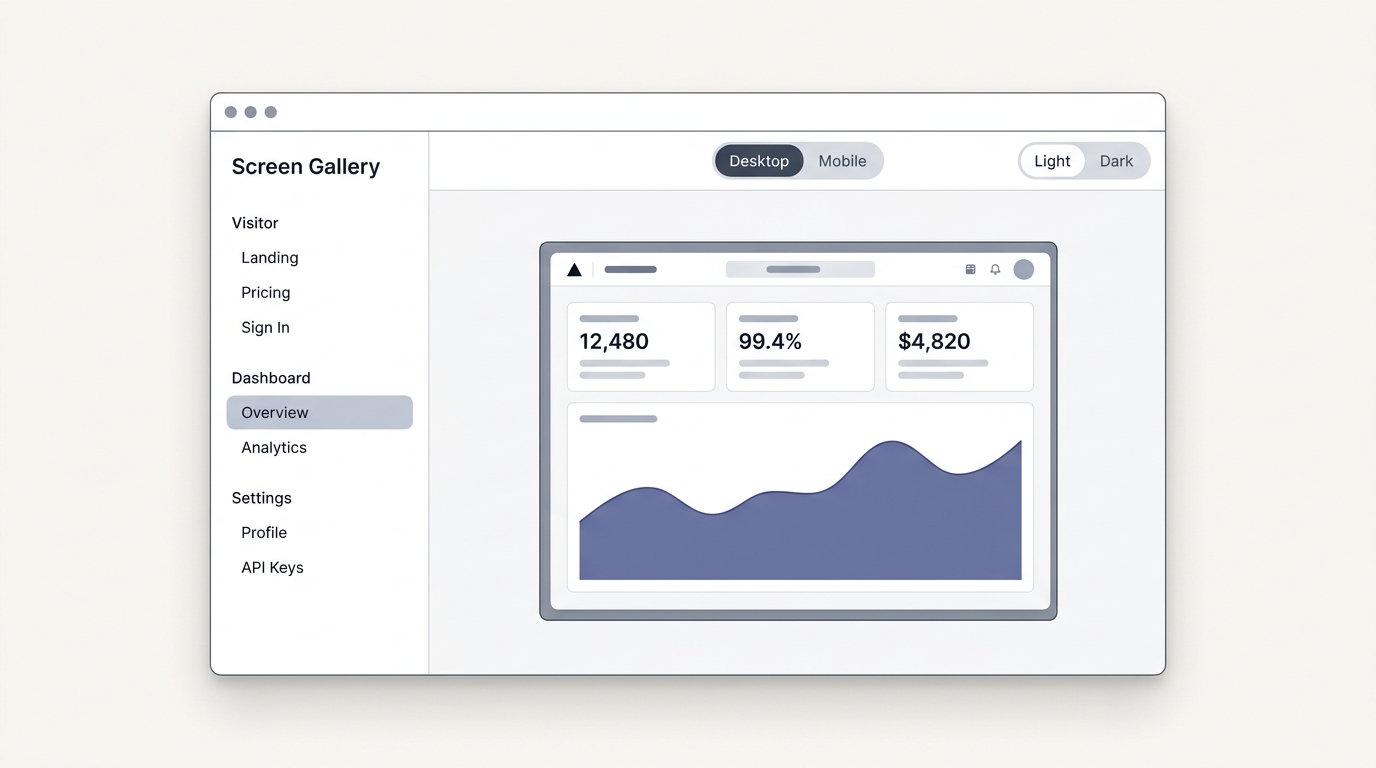 Screen Gallery
Visitor
Landing
Pricing
Sign In
Dashboard
Overview
Analytics
Settings
Profile
API Keys
Desktop
Mobile
Light
Dark
12,480
99.4%
$4,820